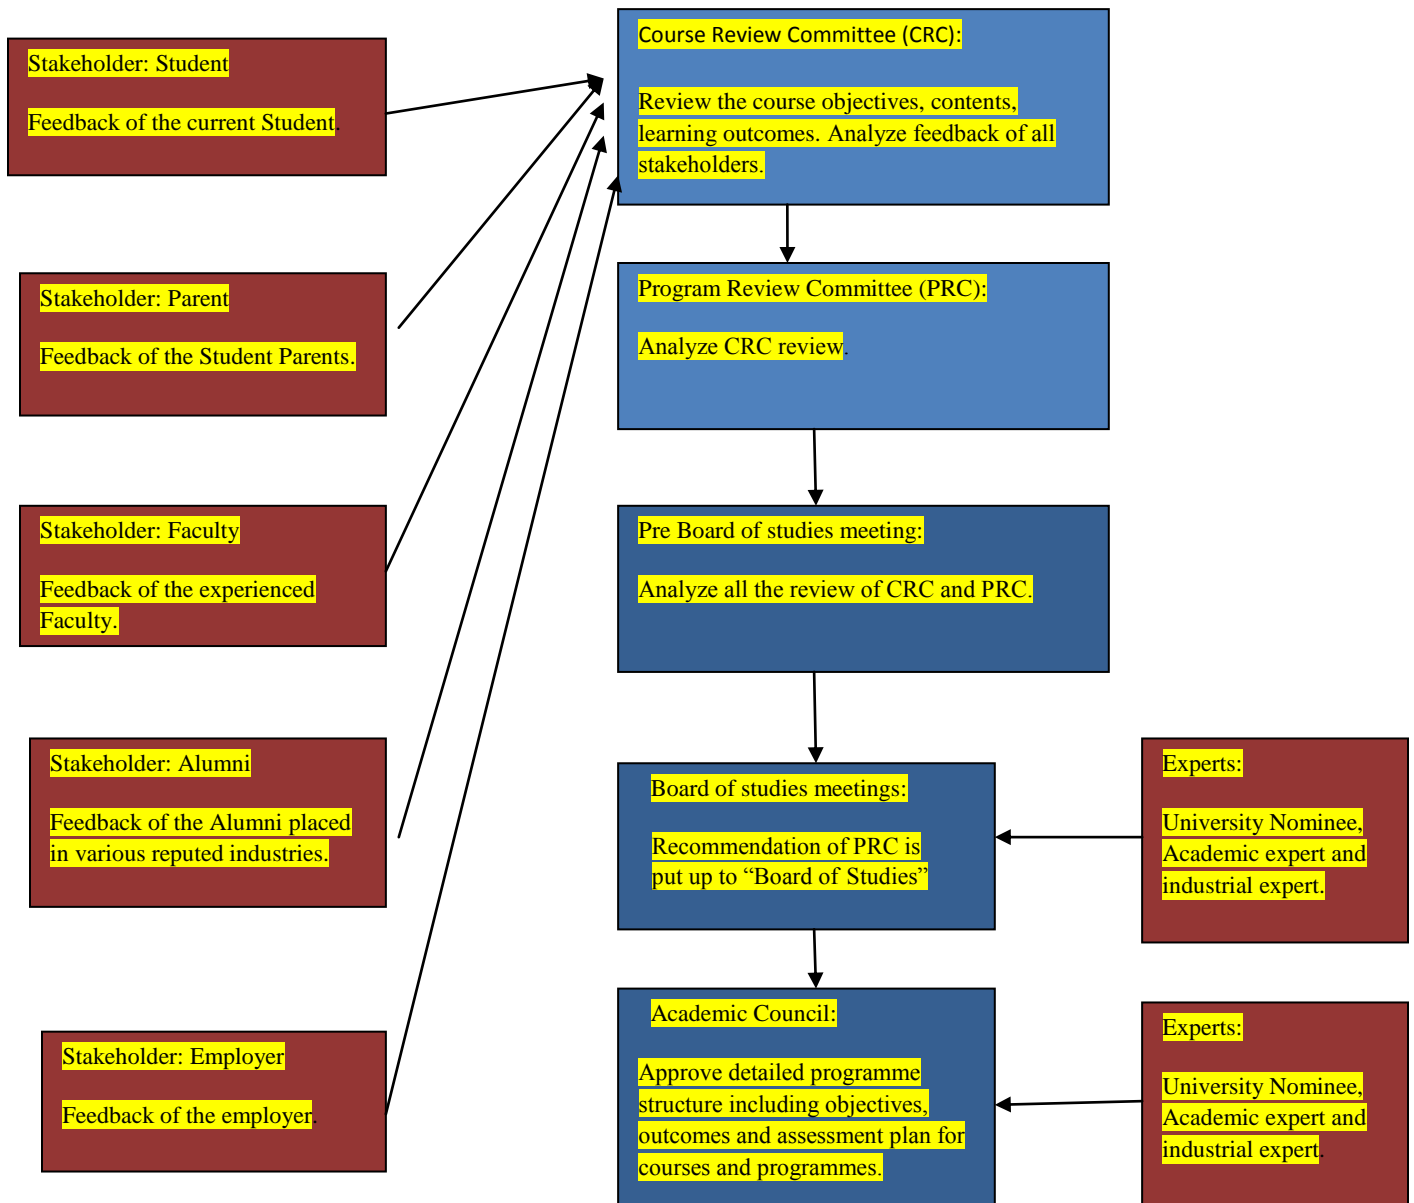 Stakeholder: Student
Feedback of the current Student.
Stakeholder: Parent
Feedback of the Student Parents.
Stakeholder: Faculty
Feedback of the experienced
Faculty.
Stakeholder: Alumni
Feedback of the Alumni placed
in various reputed industries.
Stakeholder: Employer
Feedback of the employer.
Course Review Committee (CRC):
Review the course objectives, contents,
learning outcomes. Analyze feedback of all
stakeholders.
Program Review Committee (PRC):
Analyze CRC review.
Pre Board of studies meeting:
Analyze all the review of CRC and PRC.
Board of studies meetings:
Recommendation of PRC is
put up to “Board of Studies”
Academic Council:
Approve detailed programme
structure including objectives,
outcomes and assessment plan for
courses and programmes.
Experts:
University Nominee,
Academic expert and
industrial expert.
Experts:
University Nominee,
Academic expert and
industrial expert.